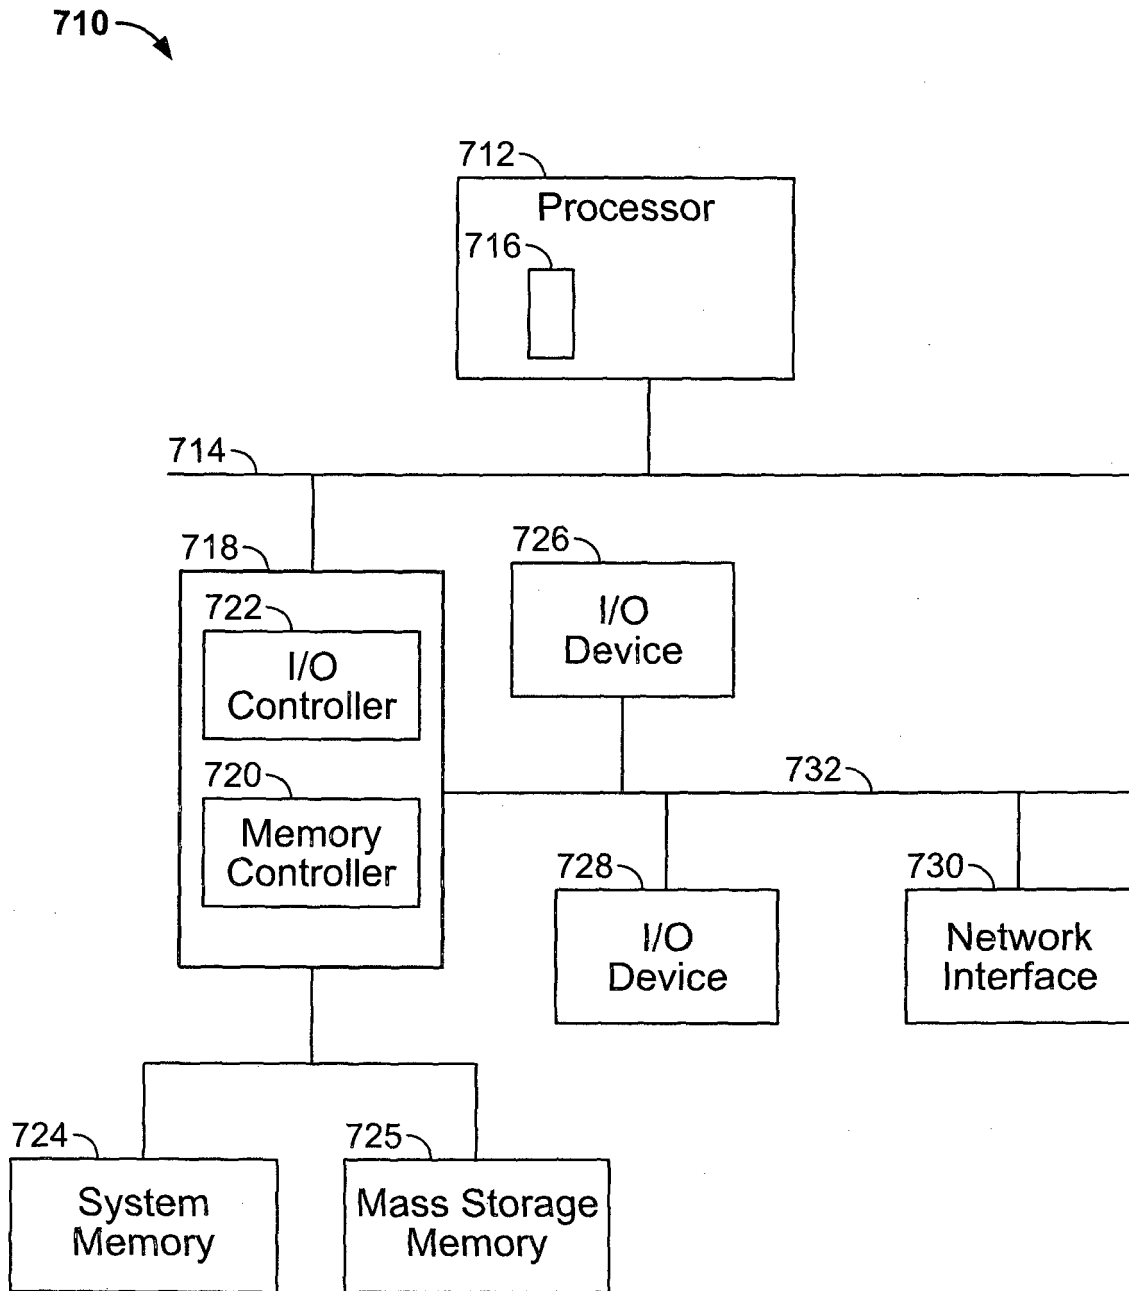 710
712
Processor
716
714
718
726
722
I/O
Controller
I/O
Device
720
732
Memory
Controller
728
730
I/O
Device
Network
Interface
724
725
System
Memory
Mass Storage
Memory